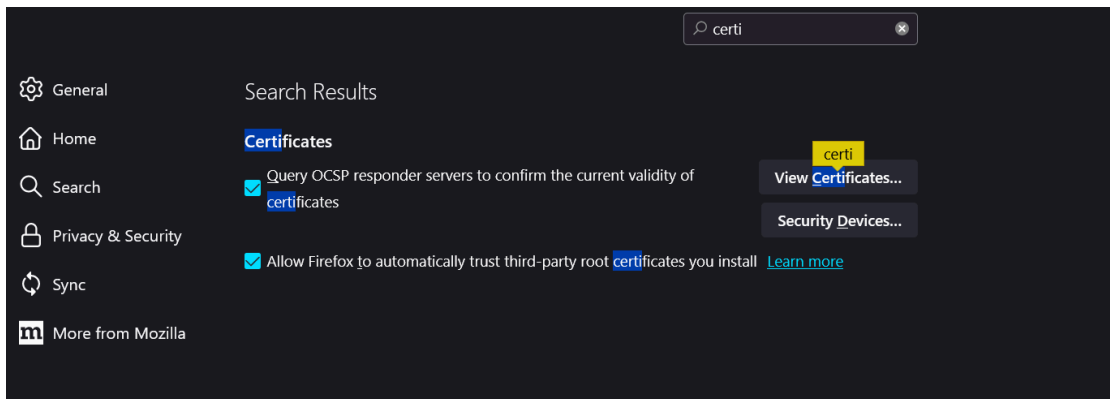 certi
General
Home
Search
Privacy & Security
Sync
m More from Mozilla
Search Results
Certificates
Query OCSP responder servers to confirm the current validity of
certificates
Allow Firefox to automatically trust third-party root certificates you install Learn more
certi
View Certificates...
Security Devices...